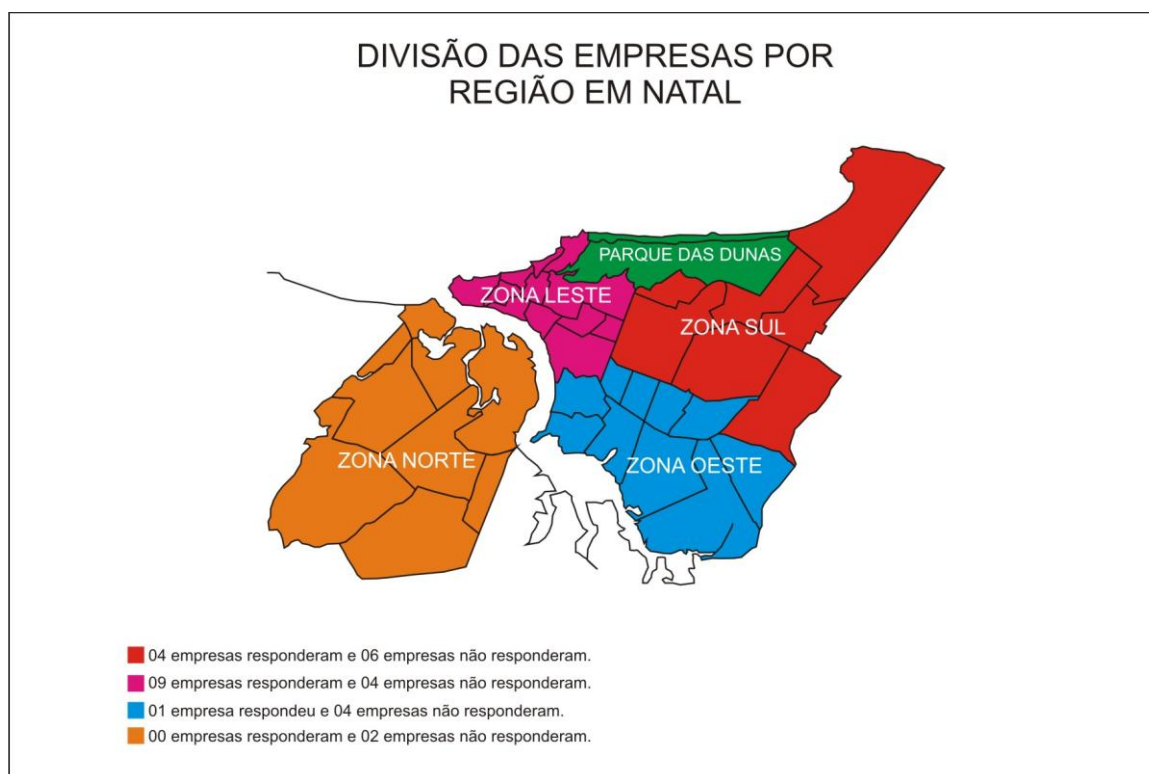 DIVISÃO DAS EMPRESAS POR
REGIÃO EM NATAL
PARQUE DAS DUNAS
ZONA LESTE
ZONA SUL
ZONA NORTE
ZONA OESTE
04 empresas responderam e 06 empresas não responderam.
09 empresas responderam e 04 empresas não responderam.
01 empresa respondeu e 04 empresas não responderam.
00 empresas responderam e 02 empresas não responderam.